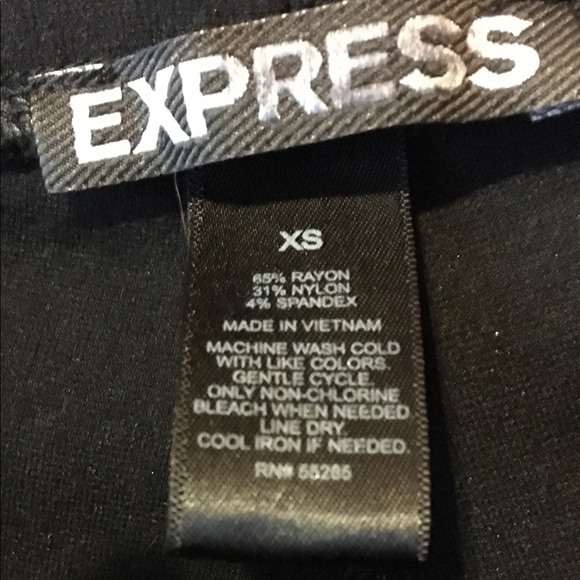 EXPRESS
XS
65% RAYON
31% NYLON
4% SPANDEX
MADE IN VIETNAM
MACHINE WASH COLD
WITH LIKE COLORS.
GENTLE CYCLE.
ONLY NON-CHLORINE
BLEACH WHEN NEEDED
LINE DRY.
COOL IRON IF NEEDED.
RN# 55285